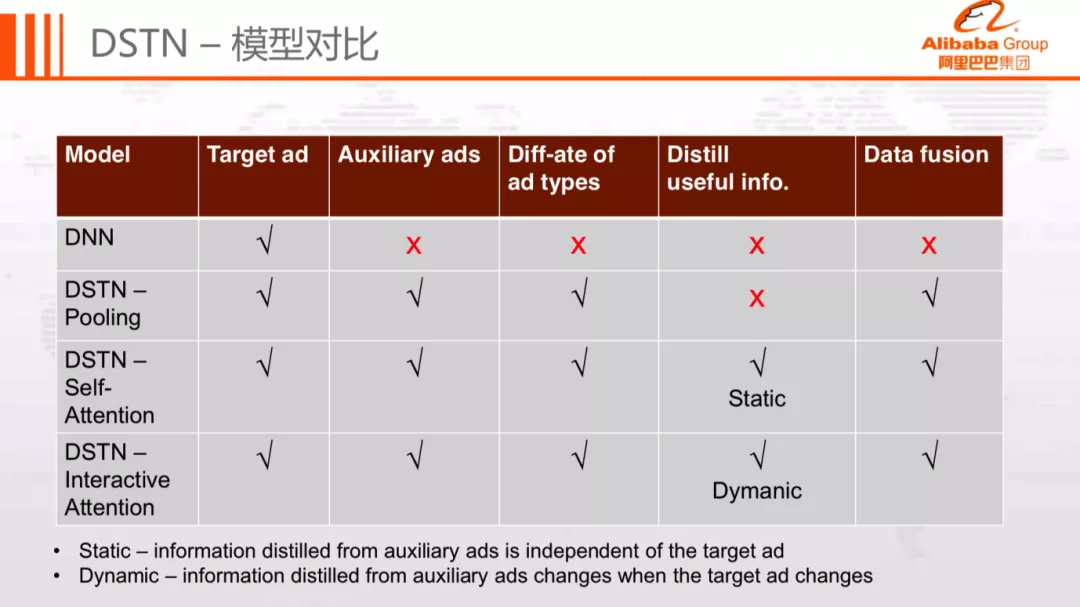 DSTN – 模型对比
Alibaba Group
阿里巴巴集团
Model Target ad Auxiliary ads Diff-ate of ad types Distill useful info. Data fusion
DNN √ x x x x
DSTN – Pooling √ √ √ x √
DSTN – Self-Attention √ √ √ √ Static √
DSTN – Interactive Attention √ √ √ √ Dymanic √
• Static – information distilled from auxiliary ads is independent of the target ad
• Dynamic – information distilled from auxiliary ads changes when the target ad changes